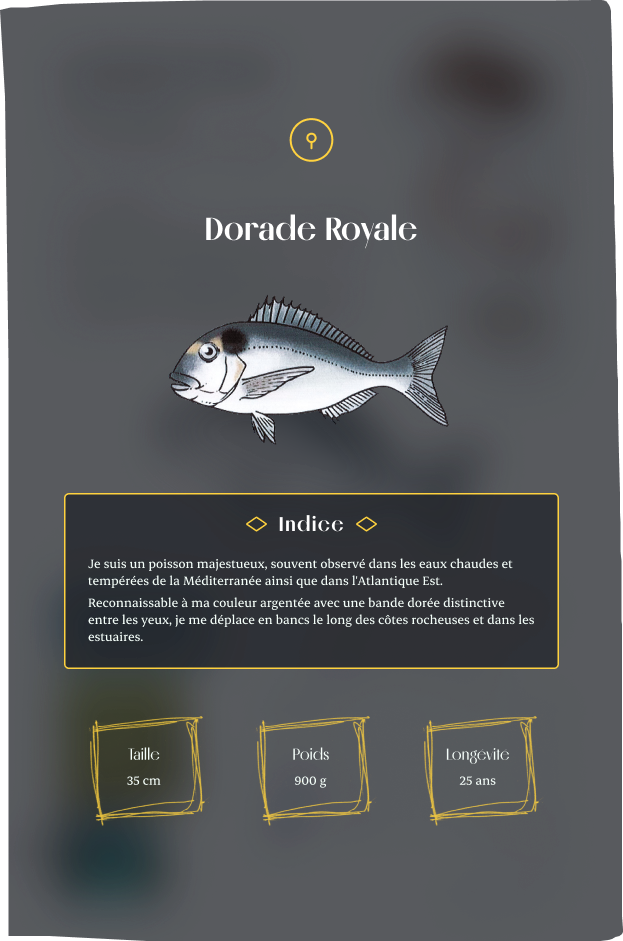 Dorade Royale
Indice
Je suis un poisson majestueux, souvent observé dans les eaux chaudes et
tempérées de la Méditerranée ainsi que dans l'Atlantique Est.
Reconnaissable à ma couleur argentée avec une bande dorée distinctive
entre les yeux, je me déplace en bancs le long des côtes rocheuses et dans les
estuaires.
Taille
35 cm
Poids
900 g
Longévité
25 ans